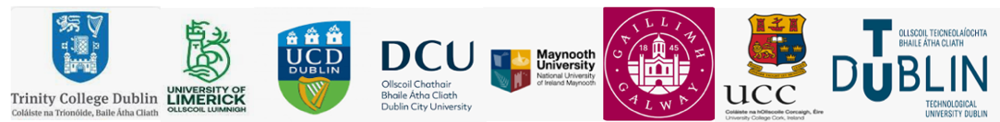 Trinity College Dublin
Coláiste na Tríonóide, Baile Átha Cliath
UNIVERSITY OF
LIMERICK
OLLSCOIL LUIMNIGH
UCD
DUBLIN
DCU
Ollscoil Chathair
Bhaile Átha Cliath
Dublin City University
Maynooth
University
National University
of Ireland Maynooth
GAILLIMH
1845
GALWAY
UCC
Coláiste na hOllscoile Corcaigh, Éire
University College Cork, Ireland
OLLSCOIL TEICNEOLAÍOCHTA
BHAILE ÁTHA CLIATH
TU
DUBLIN
TECHNOLOGICAL
UNIVERSITY DUBLIN